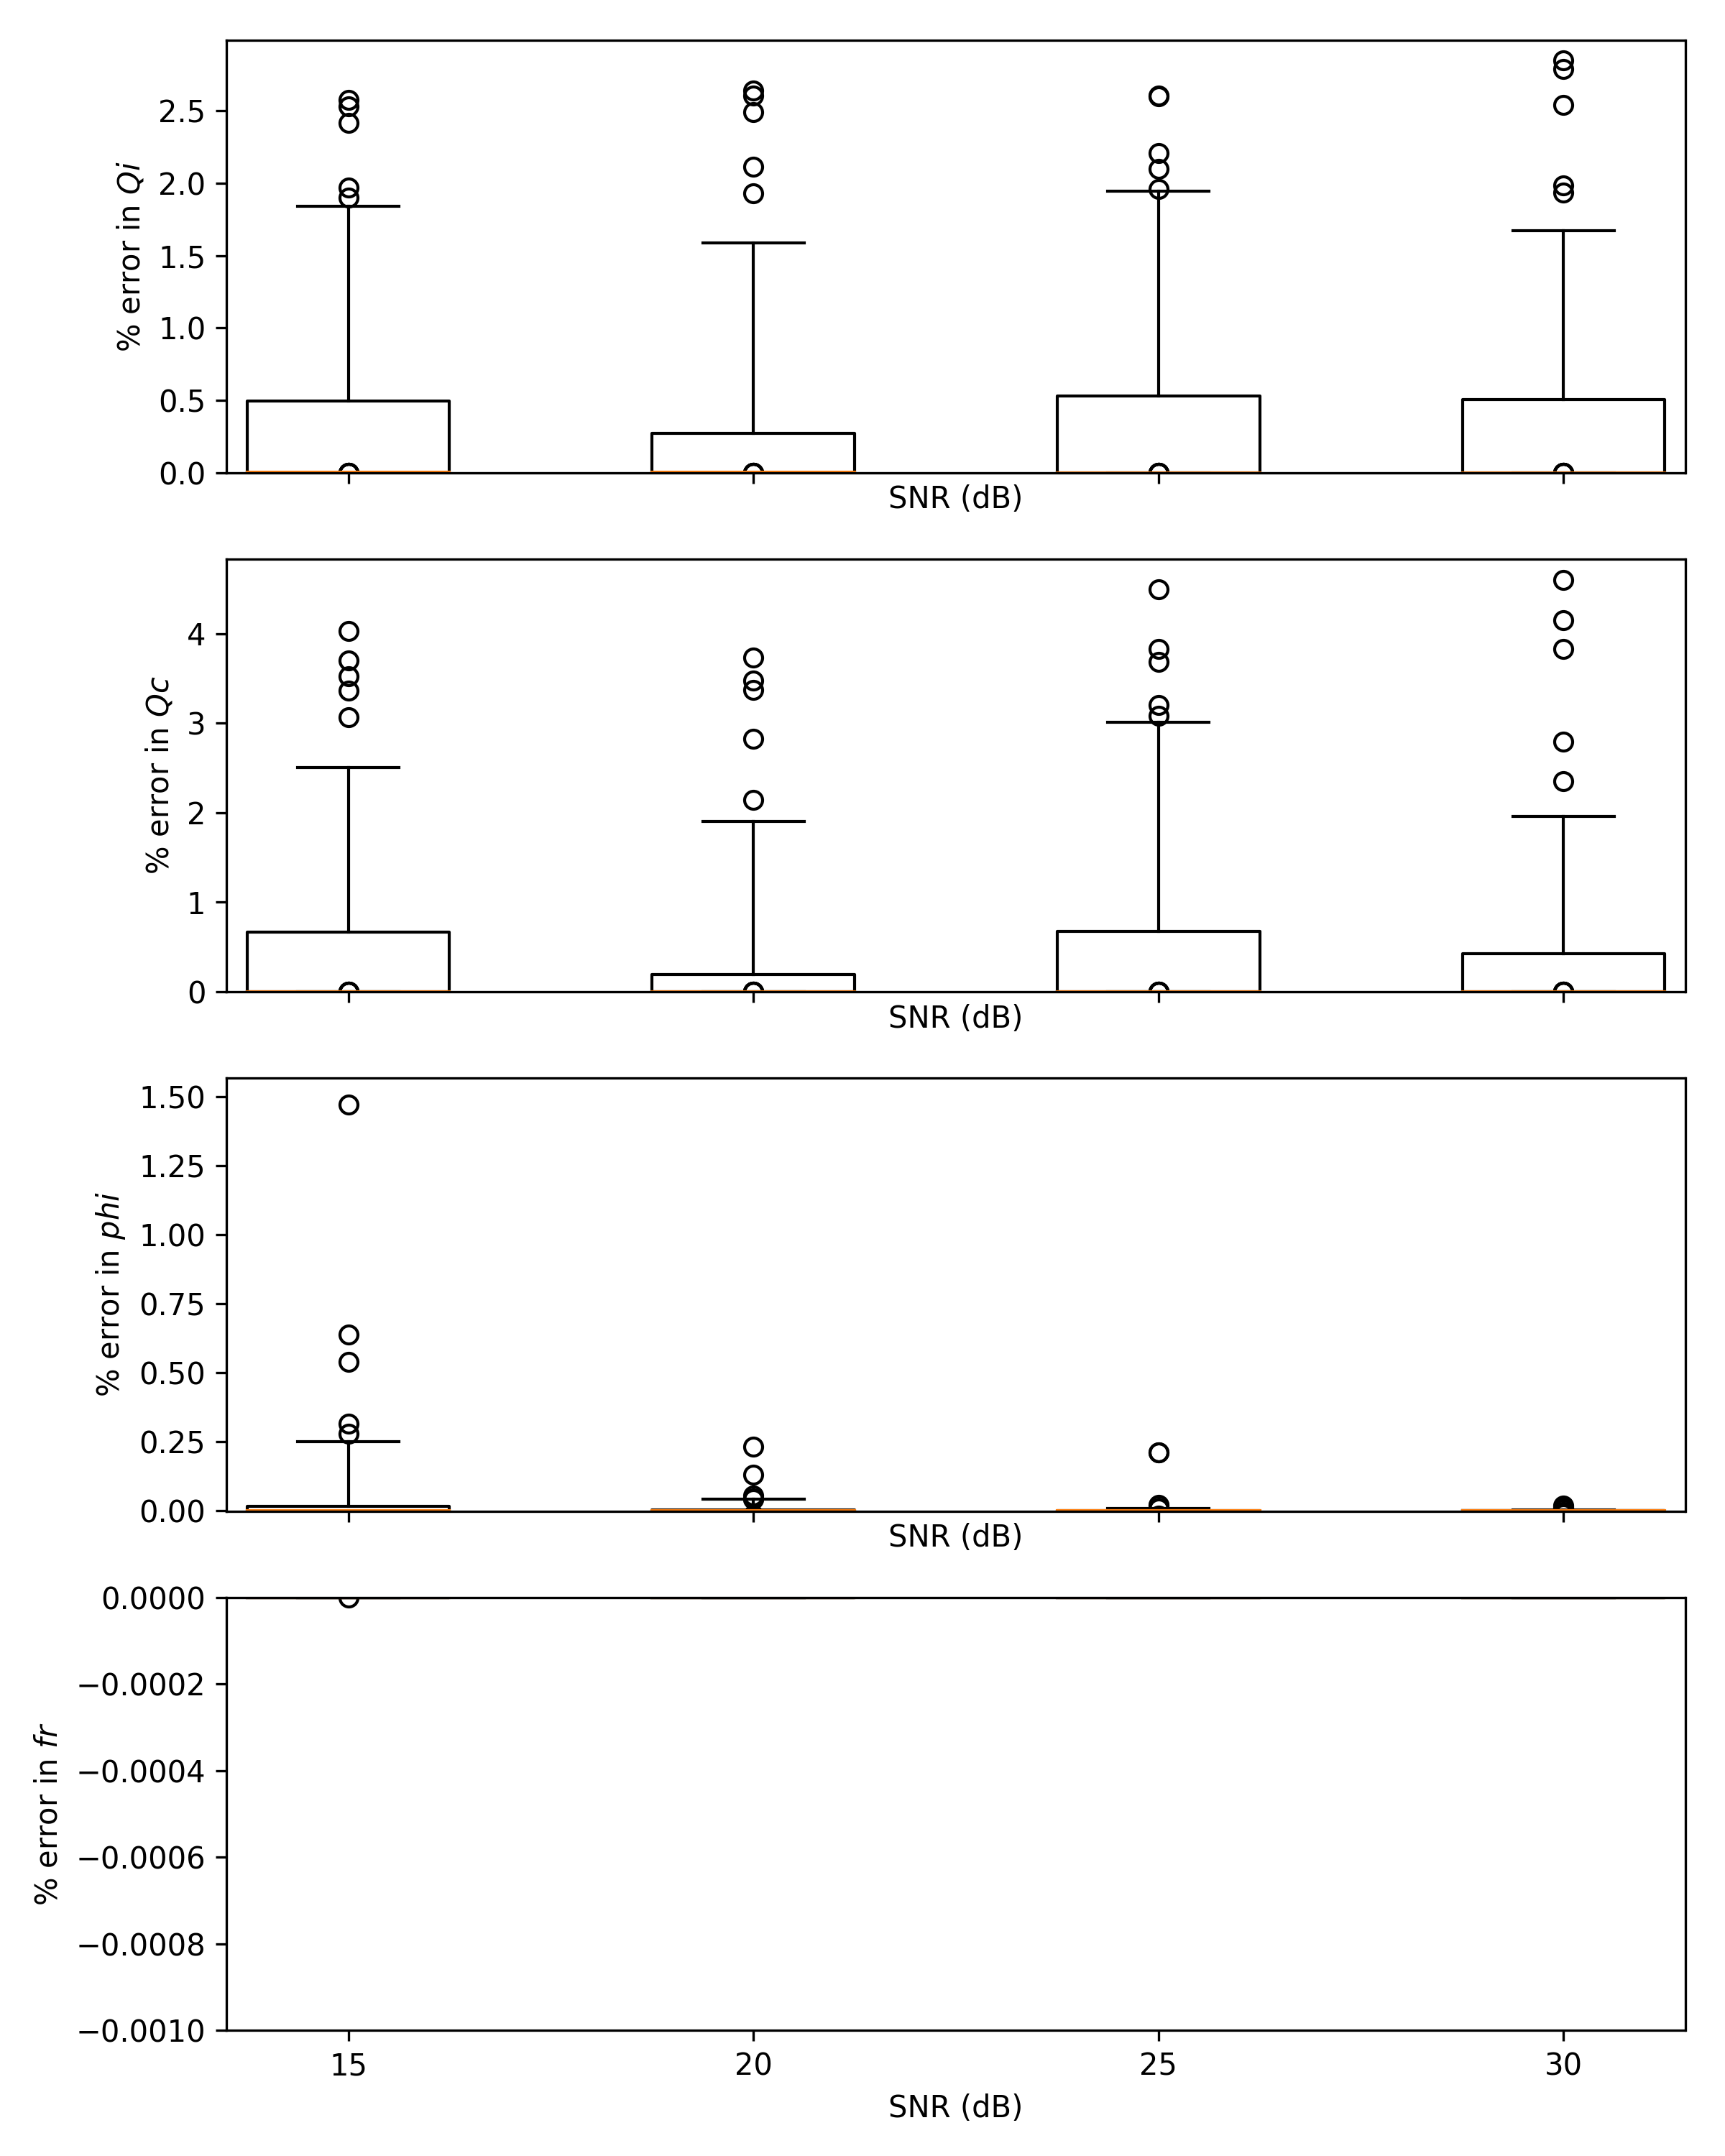 2.5
2.0
1.5
1.0
0.5
0.0
% error in Qi
SNR (dB)
4
3
2
1
0
% error in Qc
SNR (dB)
1.50
1.25
1.00
0.75
0.50
0.25
0.00
% error in phi
SNR (dB)
0.0000
−0.0002
−0.0004
−0.0006
−0.0008
−0.0010
% error in fr
15 20 25 30
SNR (dB)